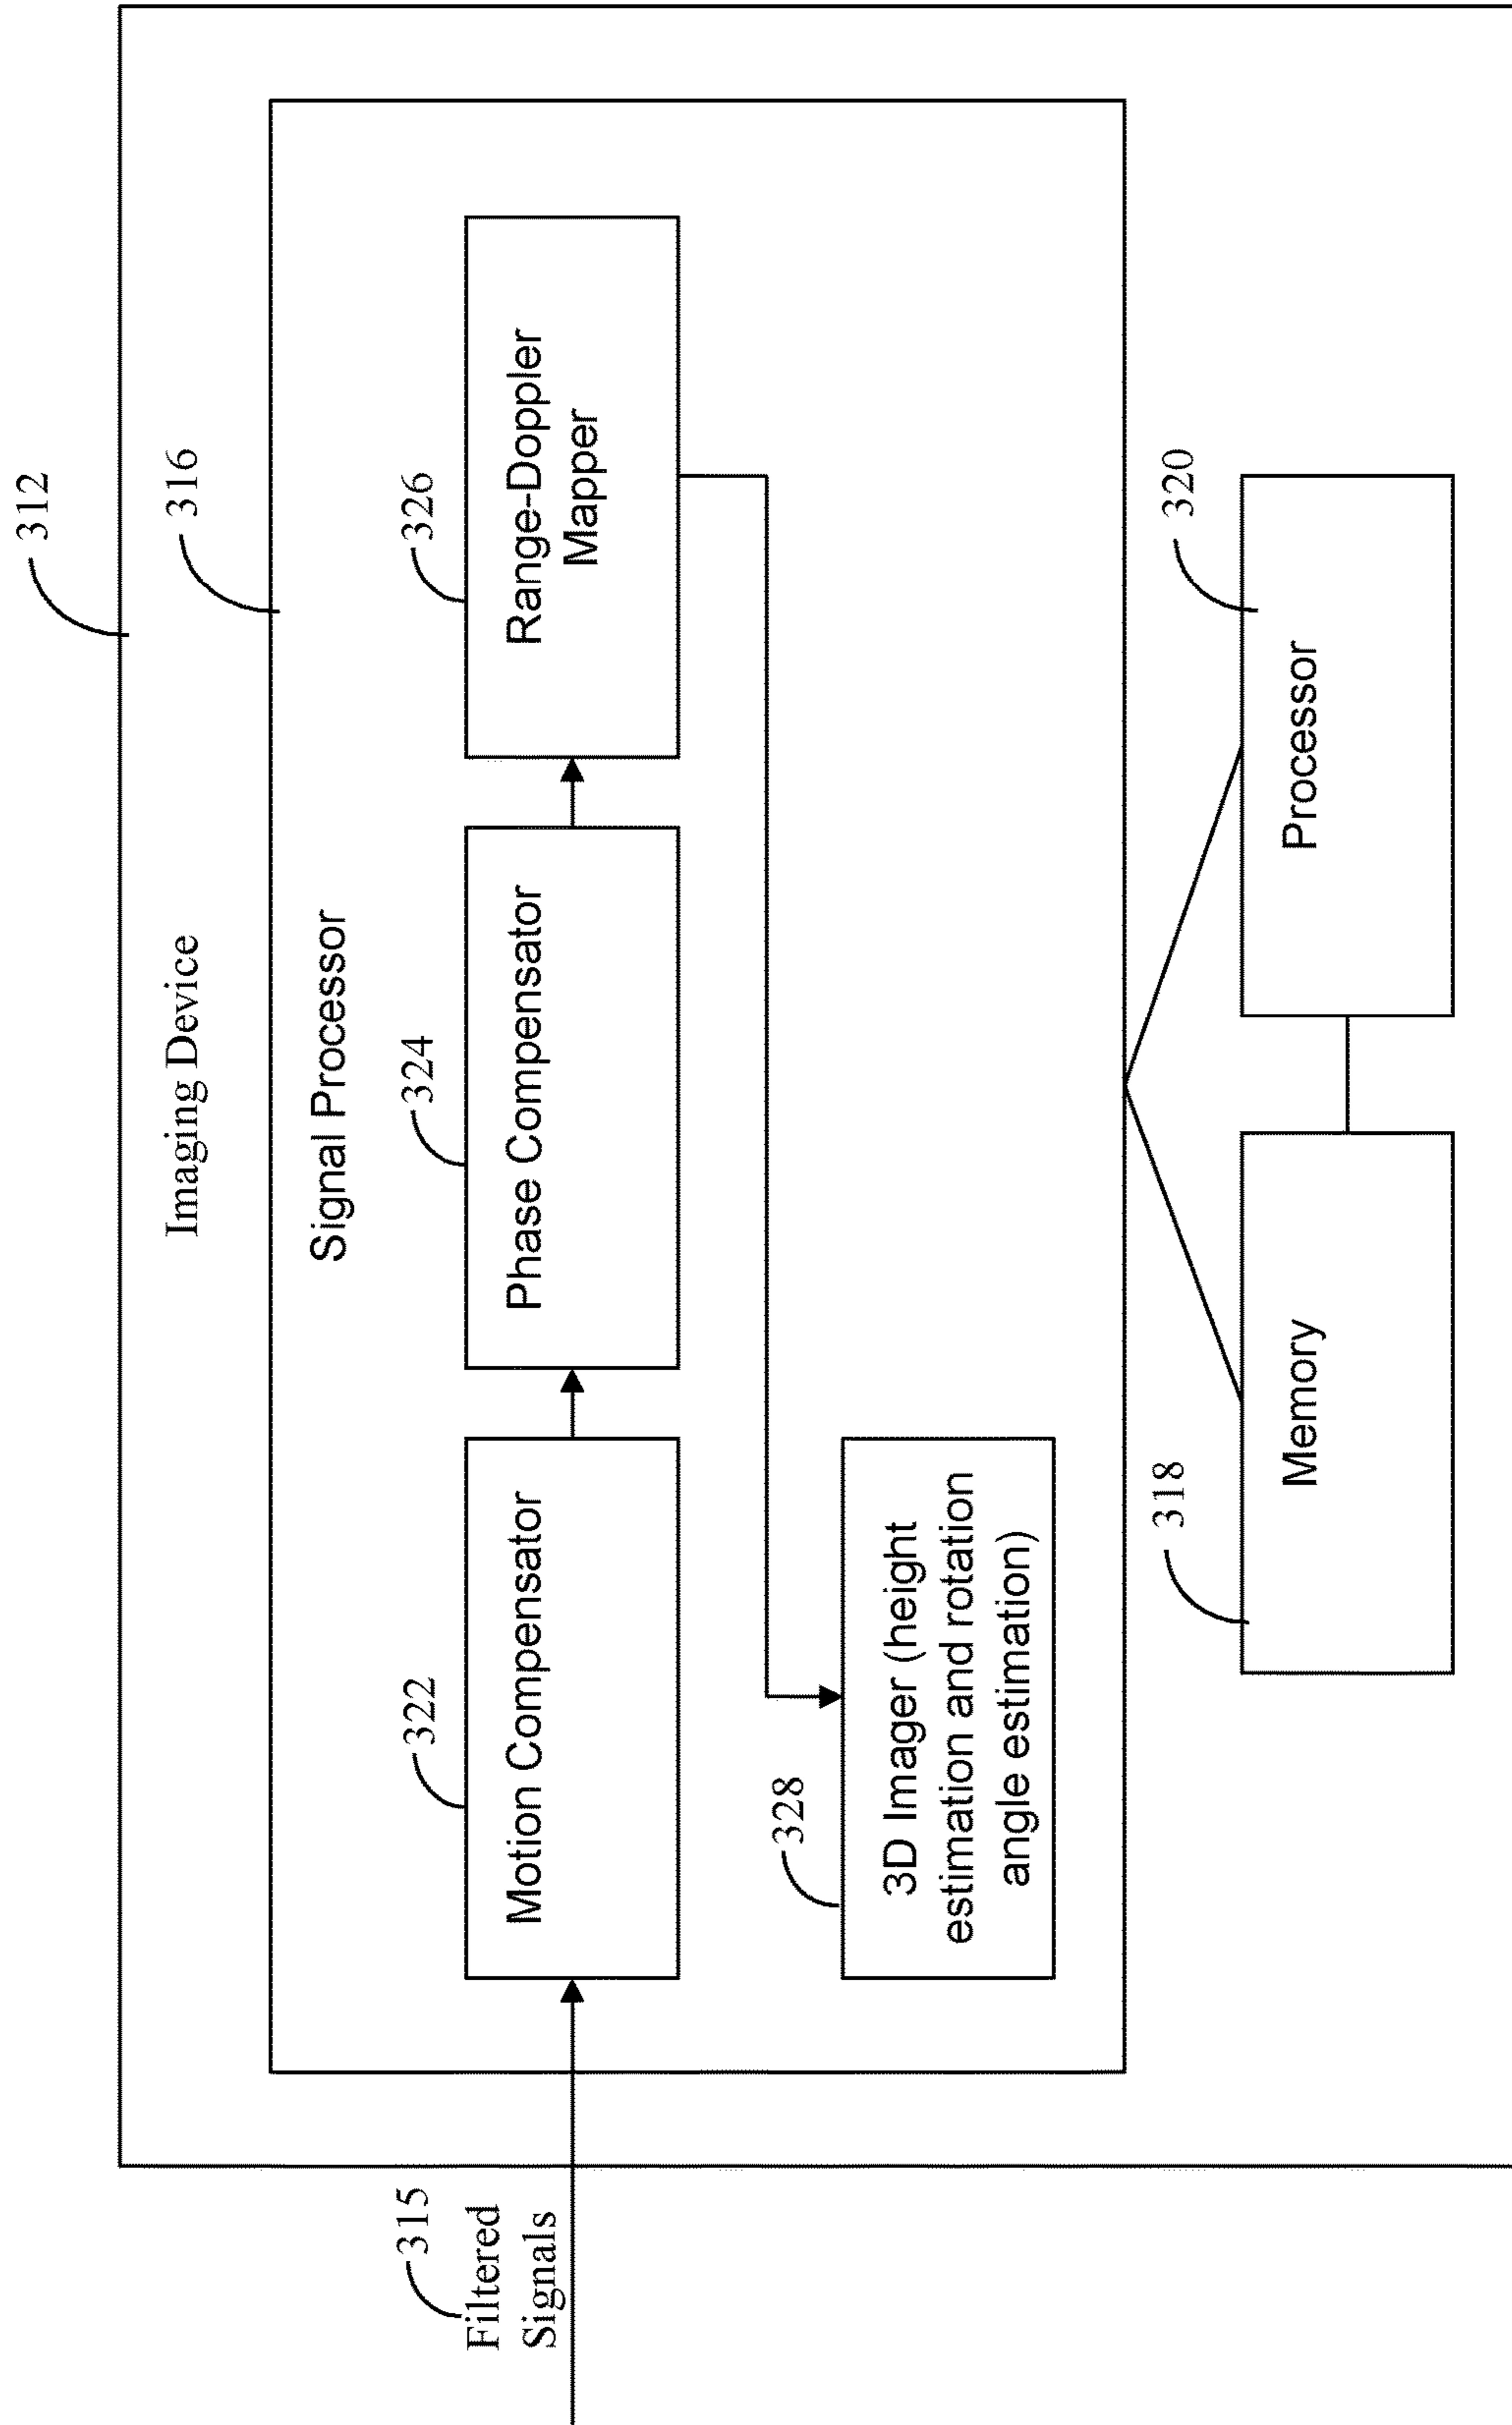 312
Imaging Device
316
Signal Processor
315
Filtered
Signals
322
Motion Compensator
324
Phase Compensator
326
Range-Doppler
Mapper
328
3D Imager (height
estimation and rotation
angle estimation)
318
Memory
320
Processor